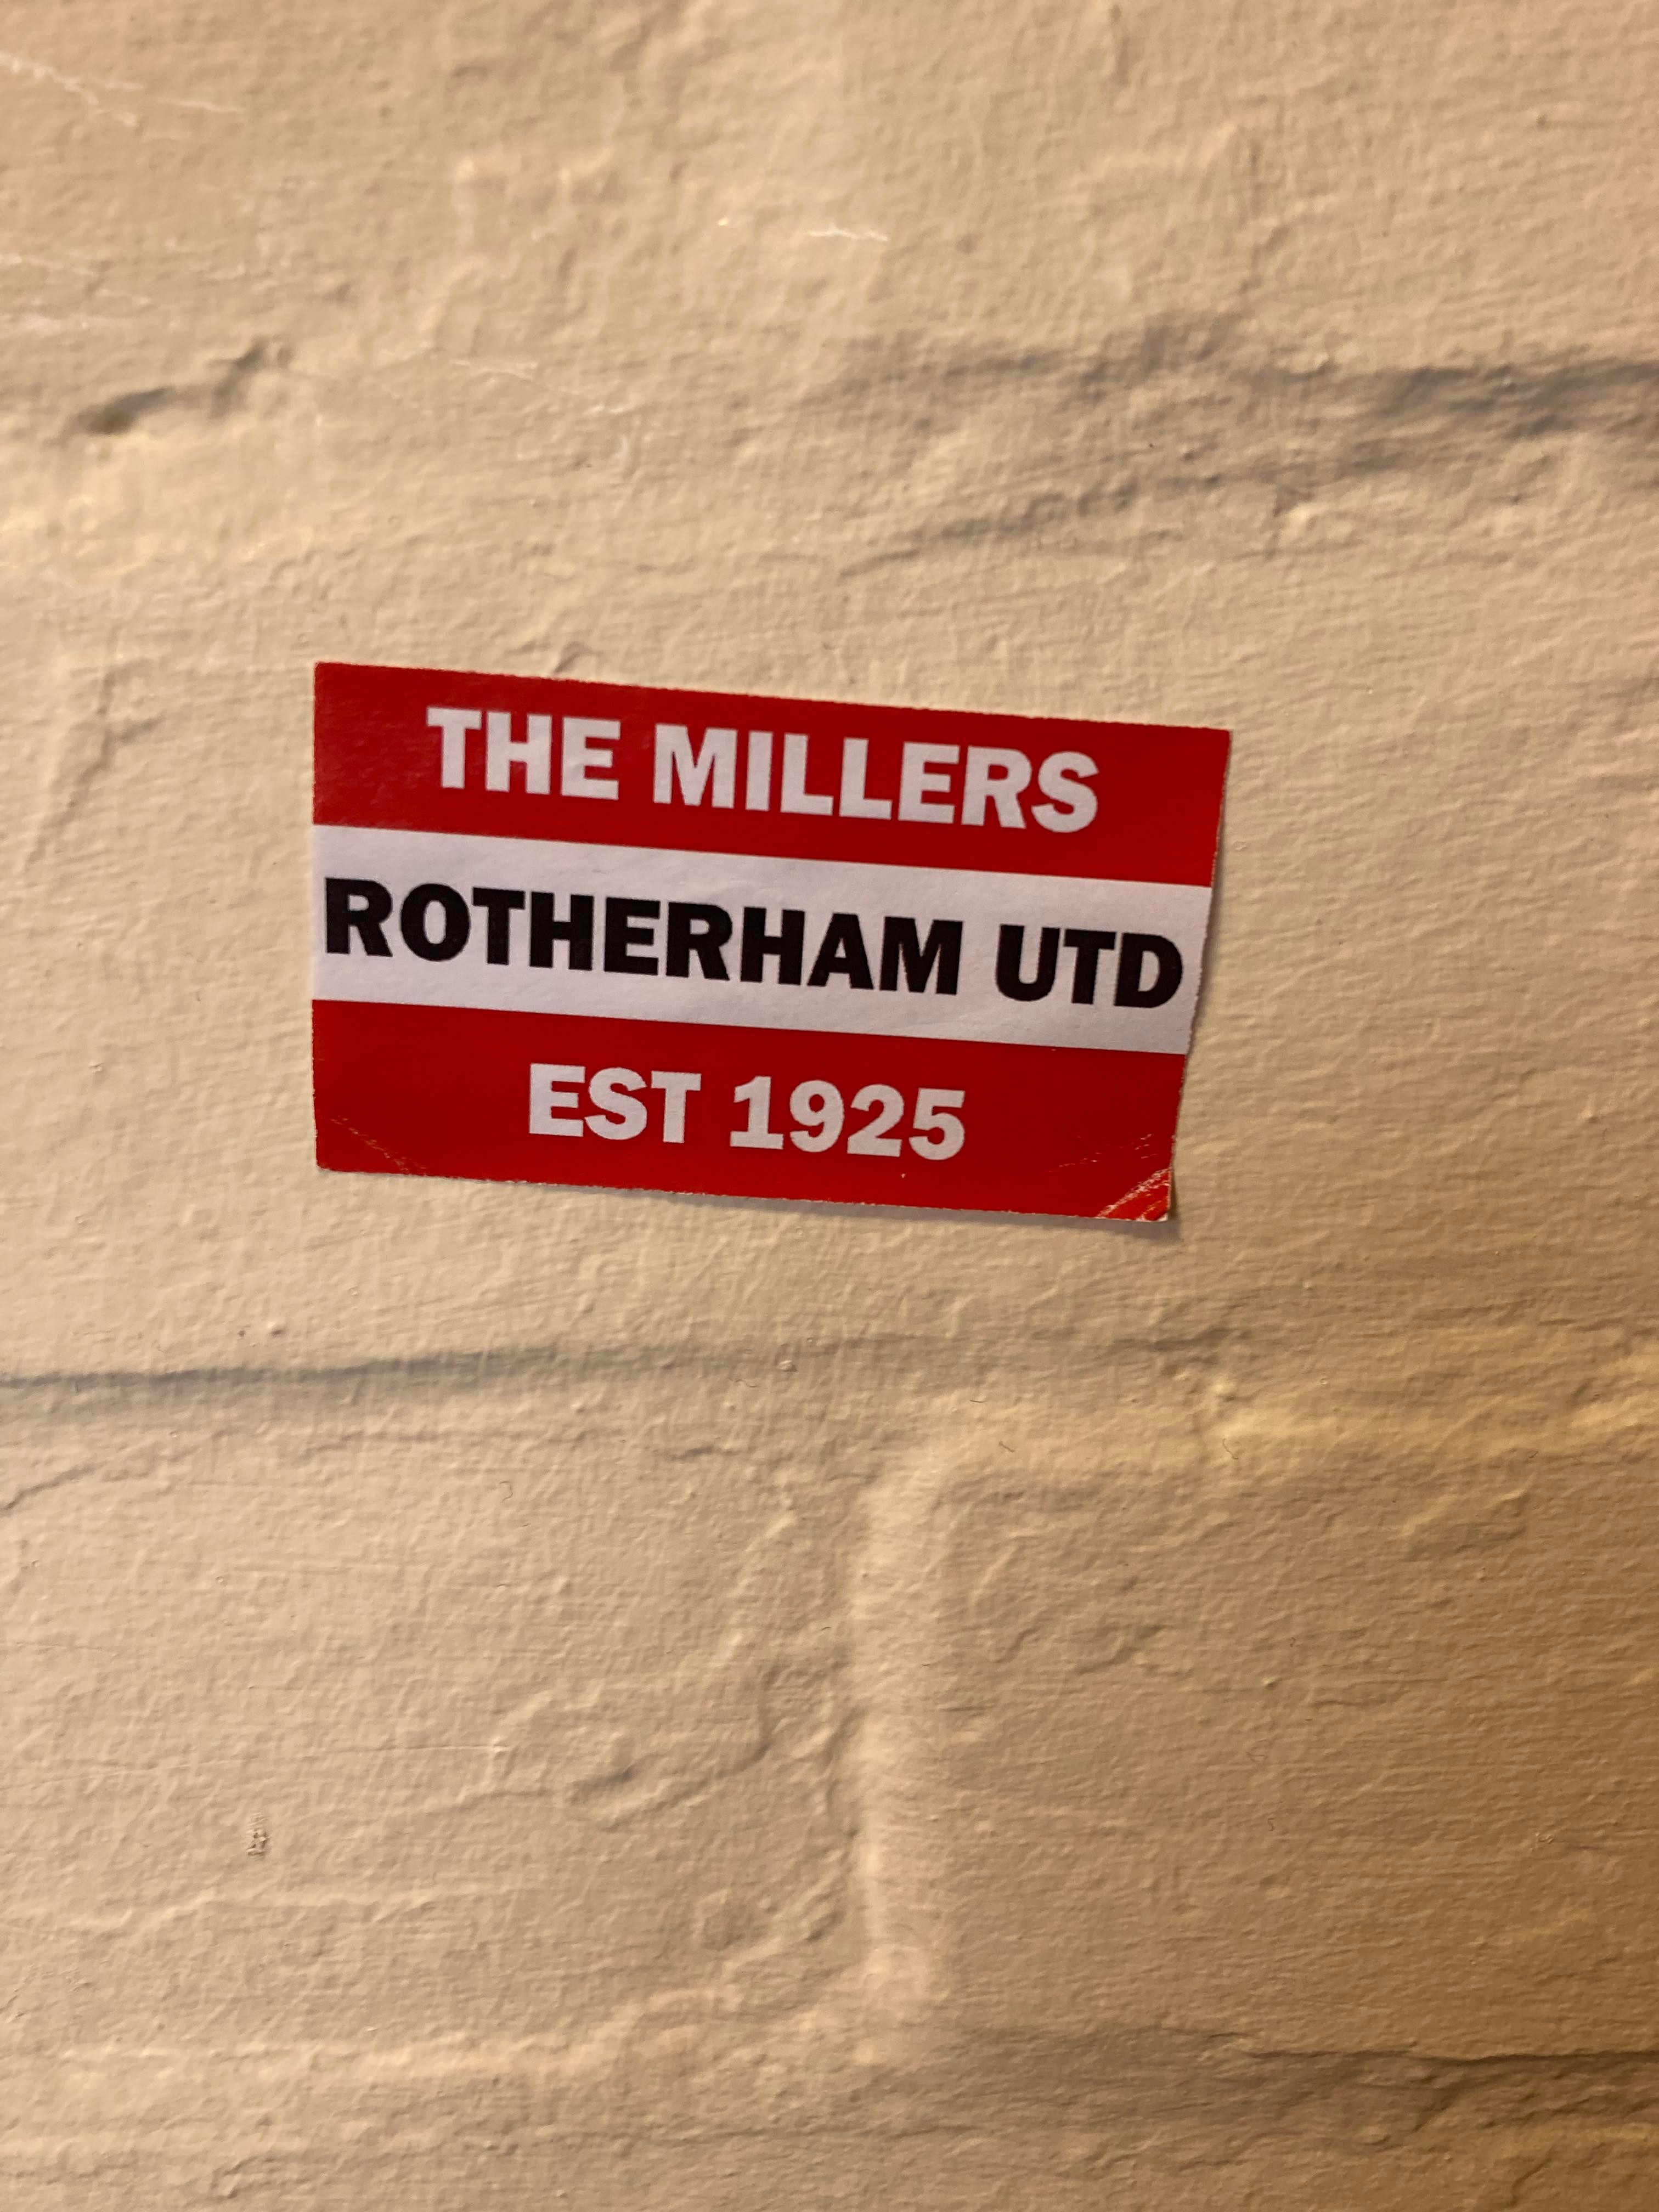 THE MILLERS
ROTHERHAM UTD
EST 1925